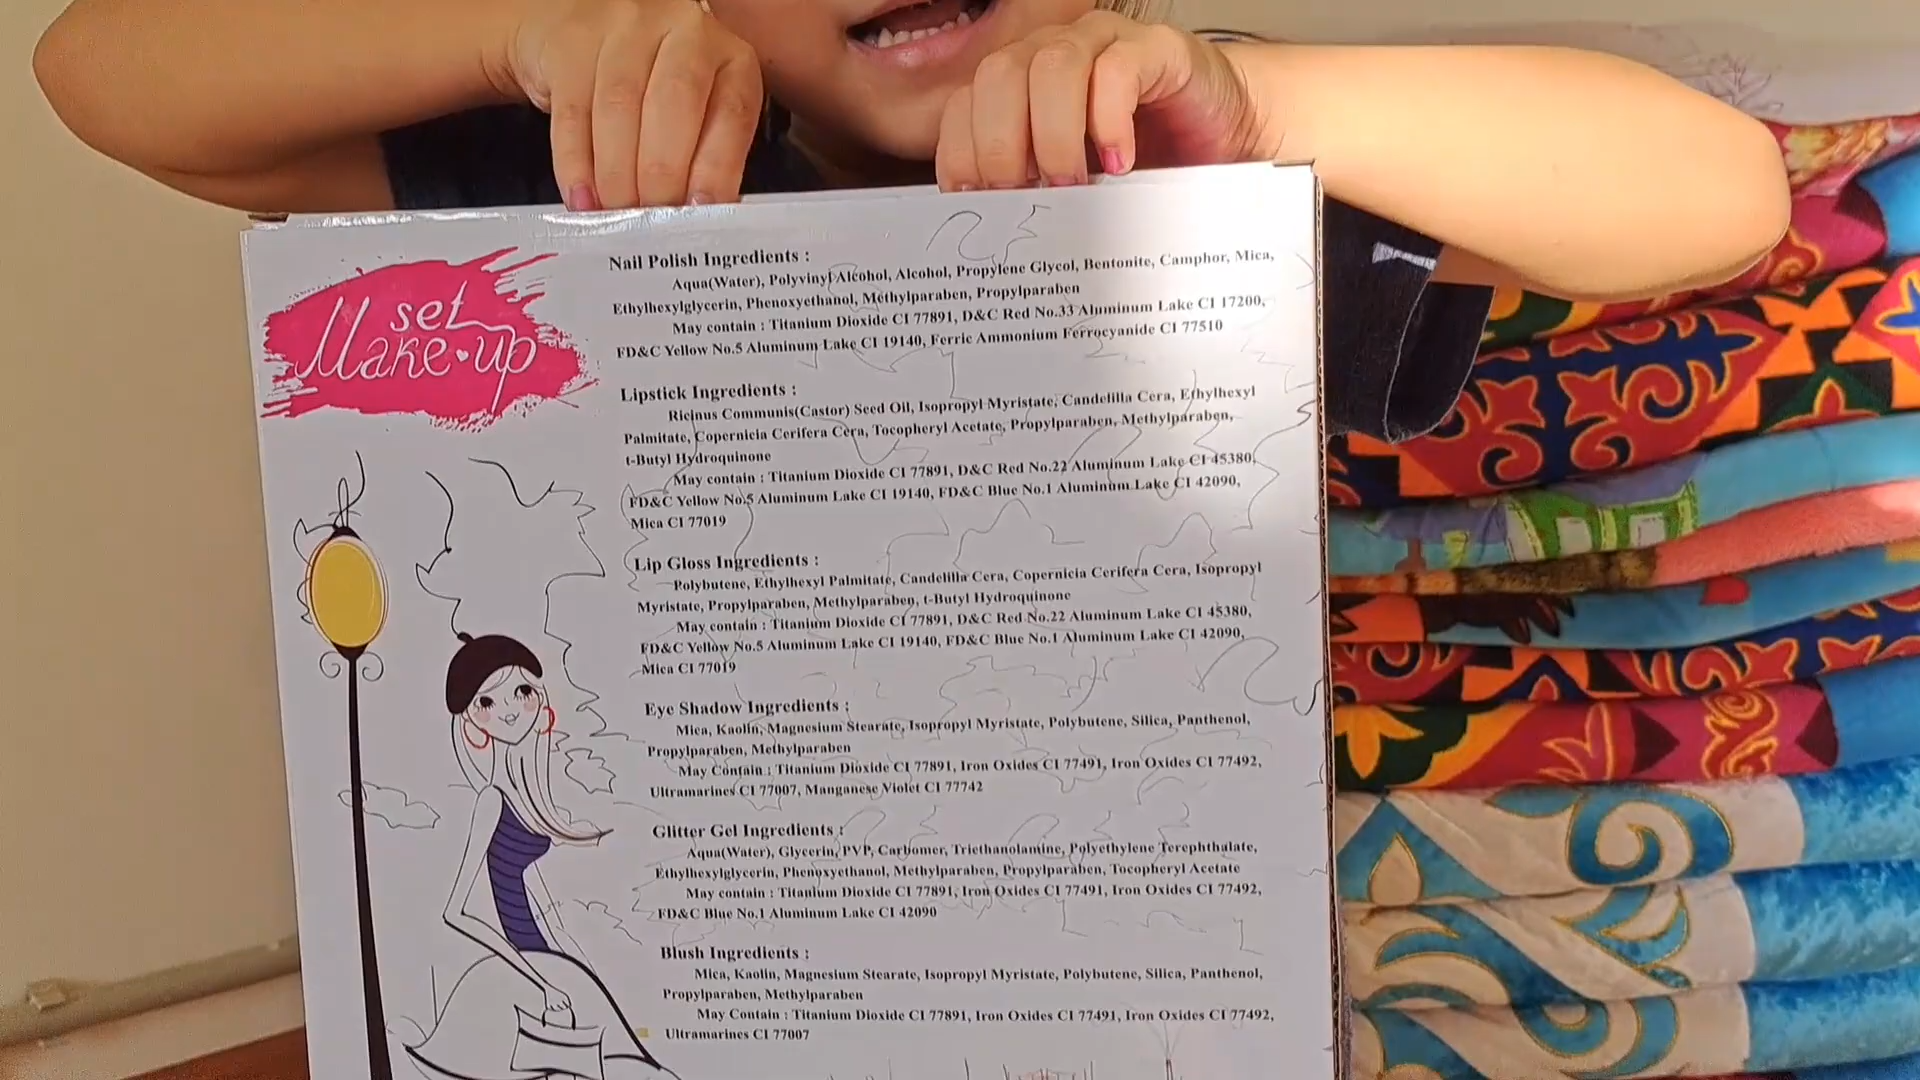 set
Make-up
Nail Polish Ingredients :
Aqua(Water), Polyvinyl Alcohol, Alcohol, Propylene Glycol, Bentonite, Camphor, Mica,
Ethylhexylglycerin, Phenoxyethanol, Methylparaben, Propylparaben
May contain : Titanium Dioxide CI 77891, D&C Red No.33 Aluminum Lake CI 17200,
FD&C Yellow No.5 Aluminum Lake CI 19140, Ferric Ammonium Ferrocyanide CI 77510
Lipstick Ingredients :
Ricinus Communis(Castor) Seed Oil, Isopropyl Myristate, Candelilla Cera, Ethylhexyl
Palmitate, Copernicia Cerifera Cera, Tocopheryl Acetate, Propylparaben, Methylparaben,
t-Butyl Hydroquinone
May contain : Titanium Dioxide CI 77891, D&C Red No.22 Aluminum Lake CI 45380,
FD&C Yellow No.5 Aluminum Lake CI 19140, FD&C Blue No.1 Aluminum Lake CI 42090,
Mica CI 77019
Lip Gloss Ingredients :
Polybutene, Ethylhexyl Palmitate, Candelilla Cera, Copernicia Cerifera Cera, Isopropyl
Myristate, Propylparaben, Methylparaben, t-Butyl Hydroquinone
May contain : Titanium Dioxide CI 77891, D&C Red No.22 Aluminum Lake CI 45380,
FD&C Yellow No.5 Aluminum Lake CI 19140, FD&C Blue No.1 Aluminum Lake CI 42090,
Mica CI 77019
Eye Shadow Ingredients :
Mica, Kaolin, Magnesium Stearate, Isopropyl Myristate, Polybutene, Silica, Panthenol,
Propylparaben, Methylparaben
May Contain : Titanium Dioxide CI 77891, Iron Oxides CI 77491, Iron Oxides CI 77492,
Ultramarines CI 77007, Manganese Violet CI 77742
Glitter Gel Ingredients :
Aqua(Water), Glycerin, PVP, Carbomer, Triethanolamine, Polyethylene Terephthalate,
Ethylhexylglycerin, Phenoxyethanol, Methylparaben, Propylparaben, Tocopheryl Acetate
May contain : Titanium Dioxide CI 77891, Iron Oxides CI 77491, Iron Oxides CI 77492,
FD&C Blue No.1 Aluminum Lake CI 42090
Blush Ingredients :
Mica, Kaolin, Magnesium Stearate, Isopropyl Myristate, Polybutene, Silica, Panthenol,
Propylparaben, Methylparaben
May Contain : Titanium Dioxide CI 77891, Iron Oxides CI 77491, Iron Oxides CI 77492,
Ultramarines CI 77007